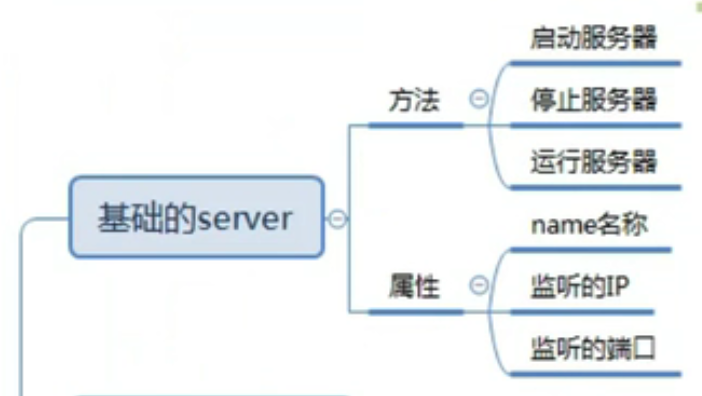 基础的server
方法
启动服务器
停止服务器
运行服务器
属性
name名称
监听的IP
监听的端口